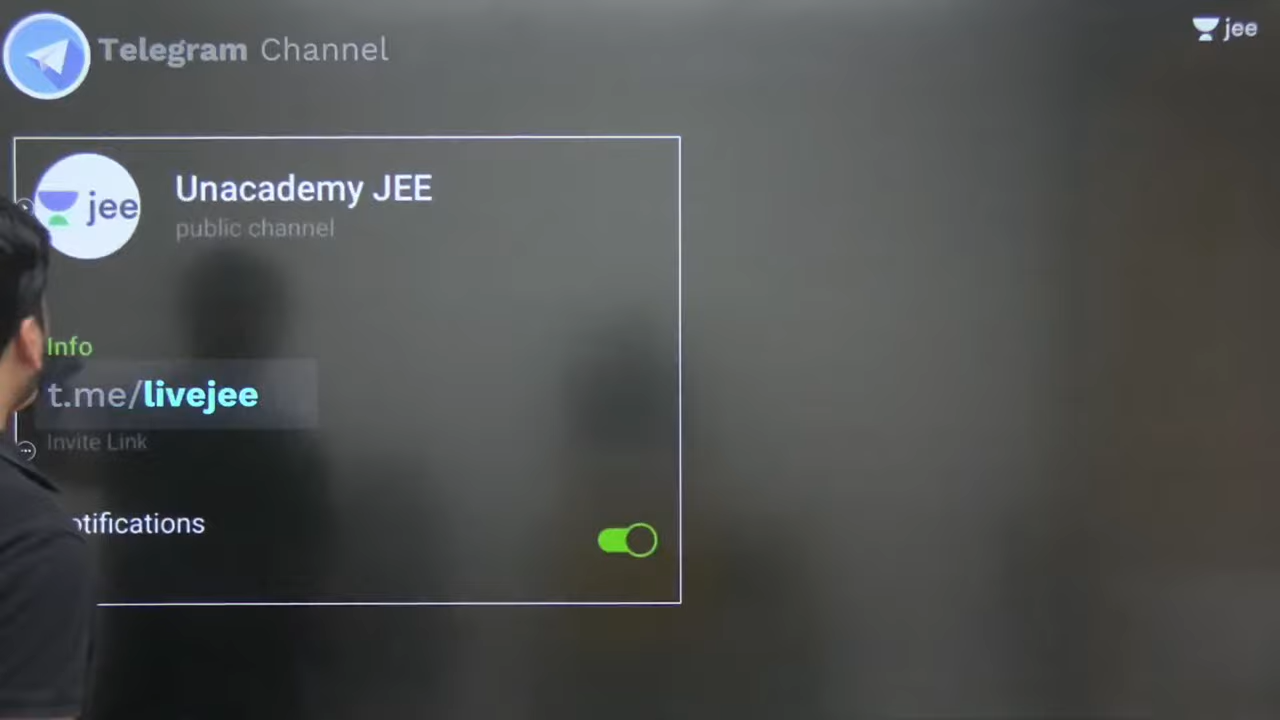 Telegram Channel
jee
jee
Unacademy JEE
public channel
Info
t.me/livejee
Invite Link
otifications